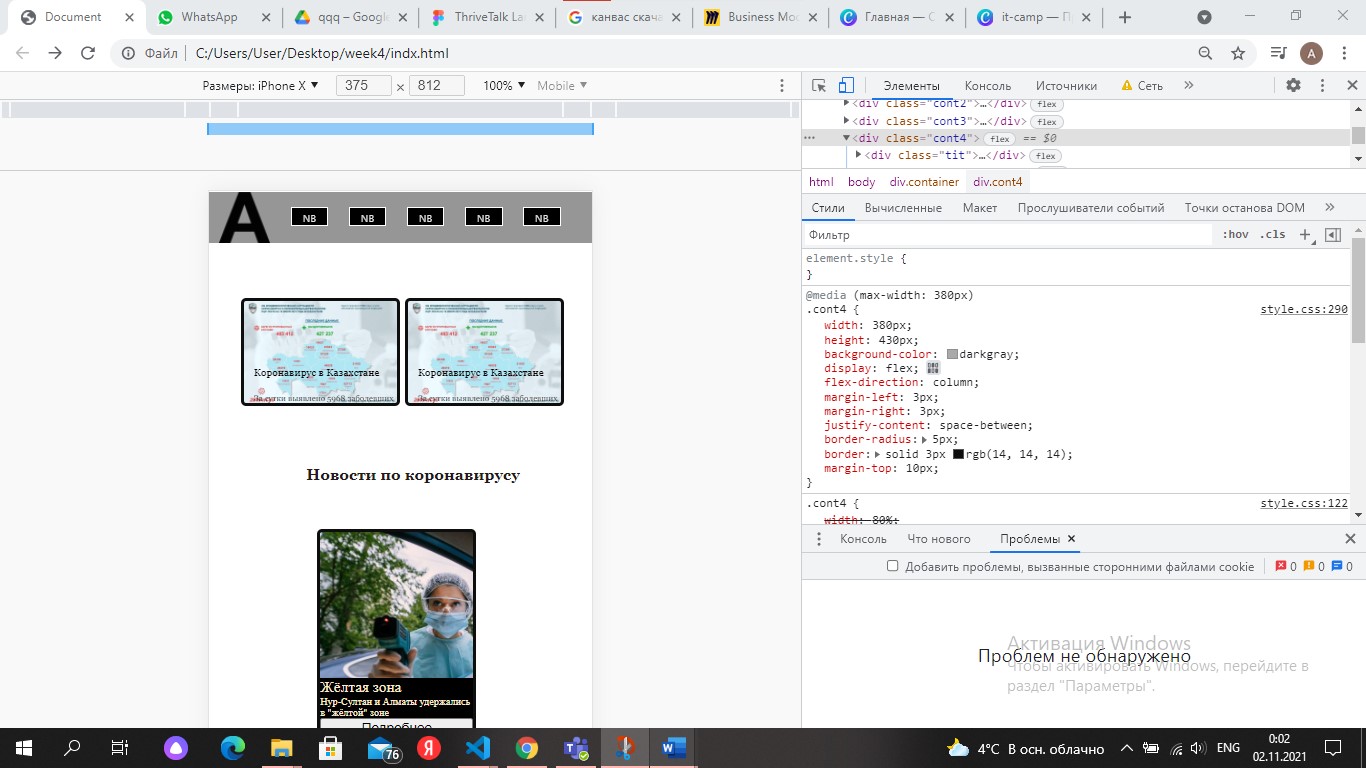 Document
WhatsApp
qqq – Google
ThriveTalk La
канвас скача
Business Mo
Главная — C
it-camp — П
Файл
C:/Users/User/Desktop/week4/indx.html
A
Размеры: iPhone X ▼ 375 × 812 100% ▼ Mobile ▼
Элементы Консоль Источники Сеть »
<div class="cont2">…</div> flex
<div class="cont3">…</div> flex
<div class="cont4"> flex == $0
<div class="tit">…</div> flex
html body div.container div.cont4
Стили Вычисленные Макет Прослушиватели событий Точки останова DOM »
Фильтр :hov .cls +
element.style {
}
@media (max-width: 380px)
.cont4 { style.css:290
width: 380px;
height: 430px;
background-color: darkgray;
display: flex;
flex-direction: column;
margin-left: 3px;
margin-right: 3px;
justify-content: space-between;
border-radius: 5px;
border: solid 3px rgb(14, 14, 14);
margin-top: 10px;
}
.cont4 { style.css:122
width: 80%;
Консоль Что нового Проблемы ×
Добавить проблемы, вызванные сторонними файлами cookie 0 0 0
Проблем не обнаружено
Активация Windows
Чтобы активировать Windows, перейдите в
раздел "Параметры".
A NB NB NB NB NB
ПОСЛЕДНИЕ ДАННЫЕ
ПОСЛЕДНИЕ ДАННЫЕ
Коронавирус в Казахстане
Коронавирус в Казахстане
За сутки выявлено 5968 заболевших
За сутки выявлено 5968 заболевших
Новости по коронавирусу
Жёлтая зона
Нур-Султан и Алматы удержались
в "жёлтой" зоне
Подробнее
76
Я
4°C В осн. облачно
ENG
0:02
02.11.2021